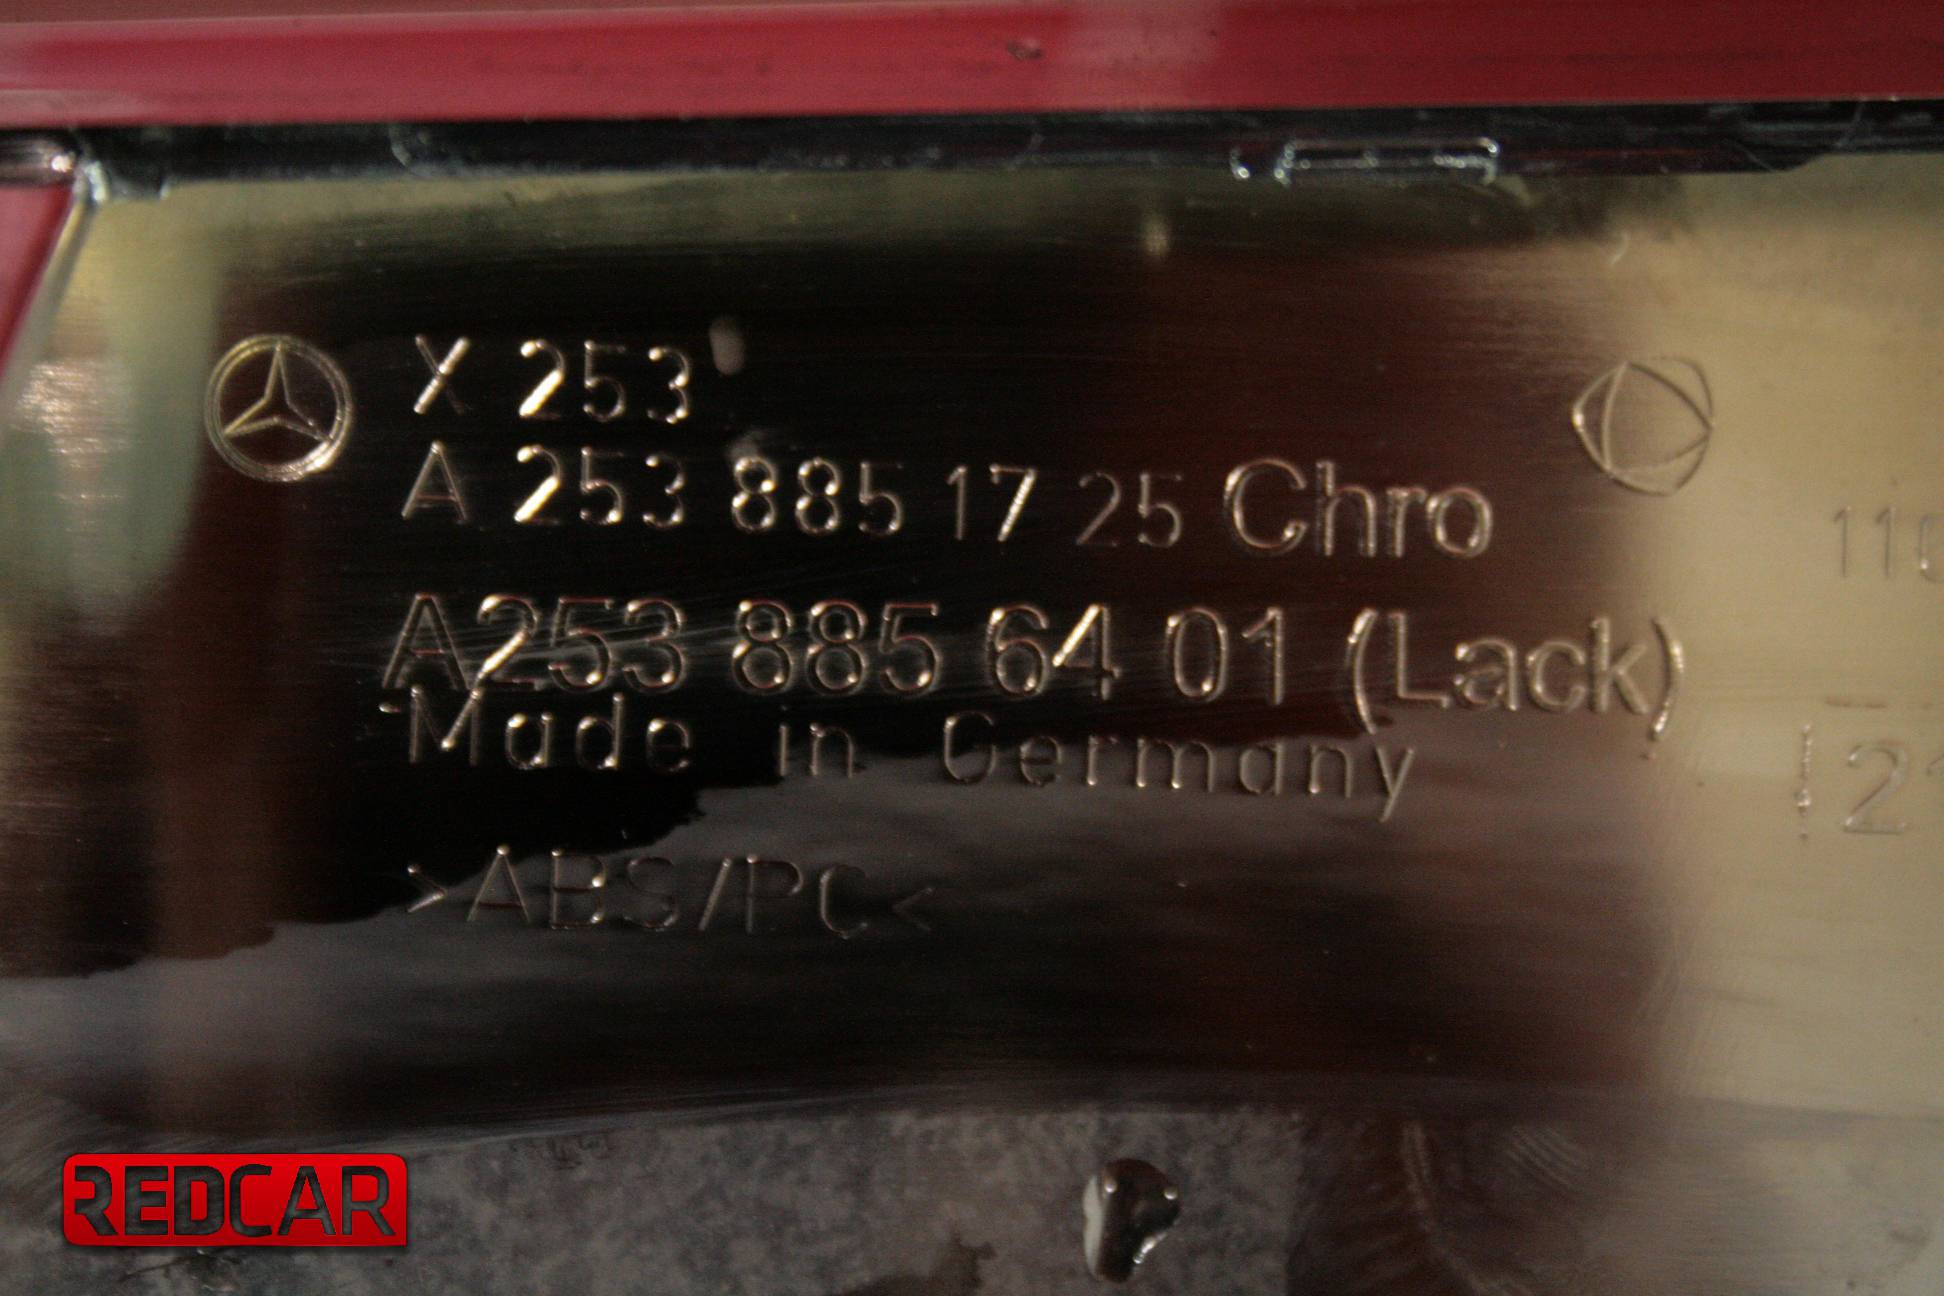 X 253
A 253 885 17 25 Chro
A253 885 64 01 (Lack)
Made in Germany
>ABS/PC<
REDCAR